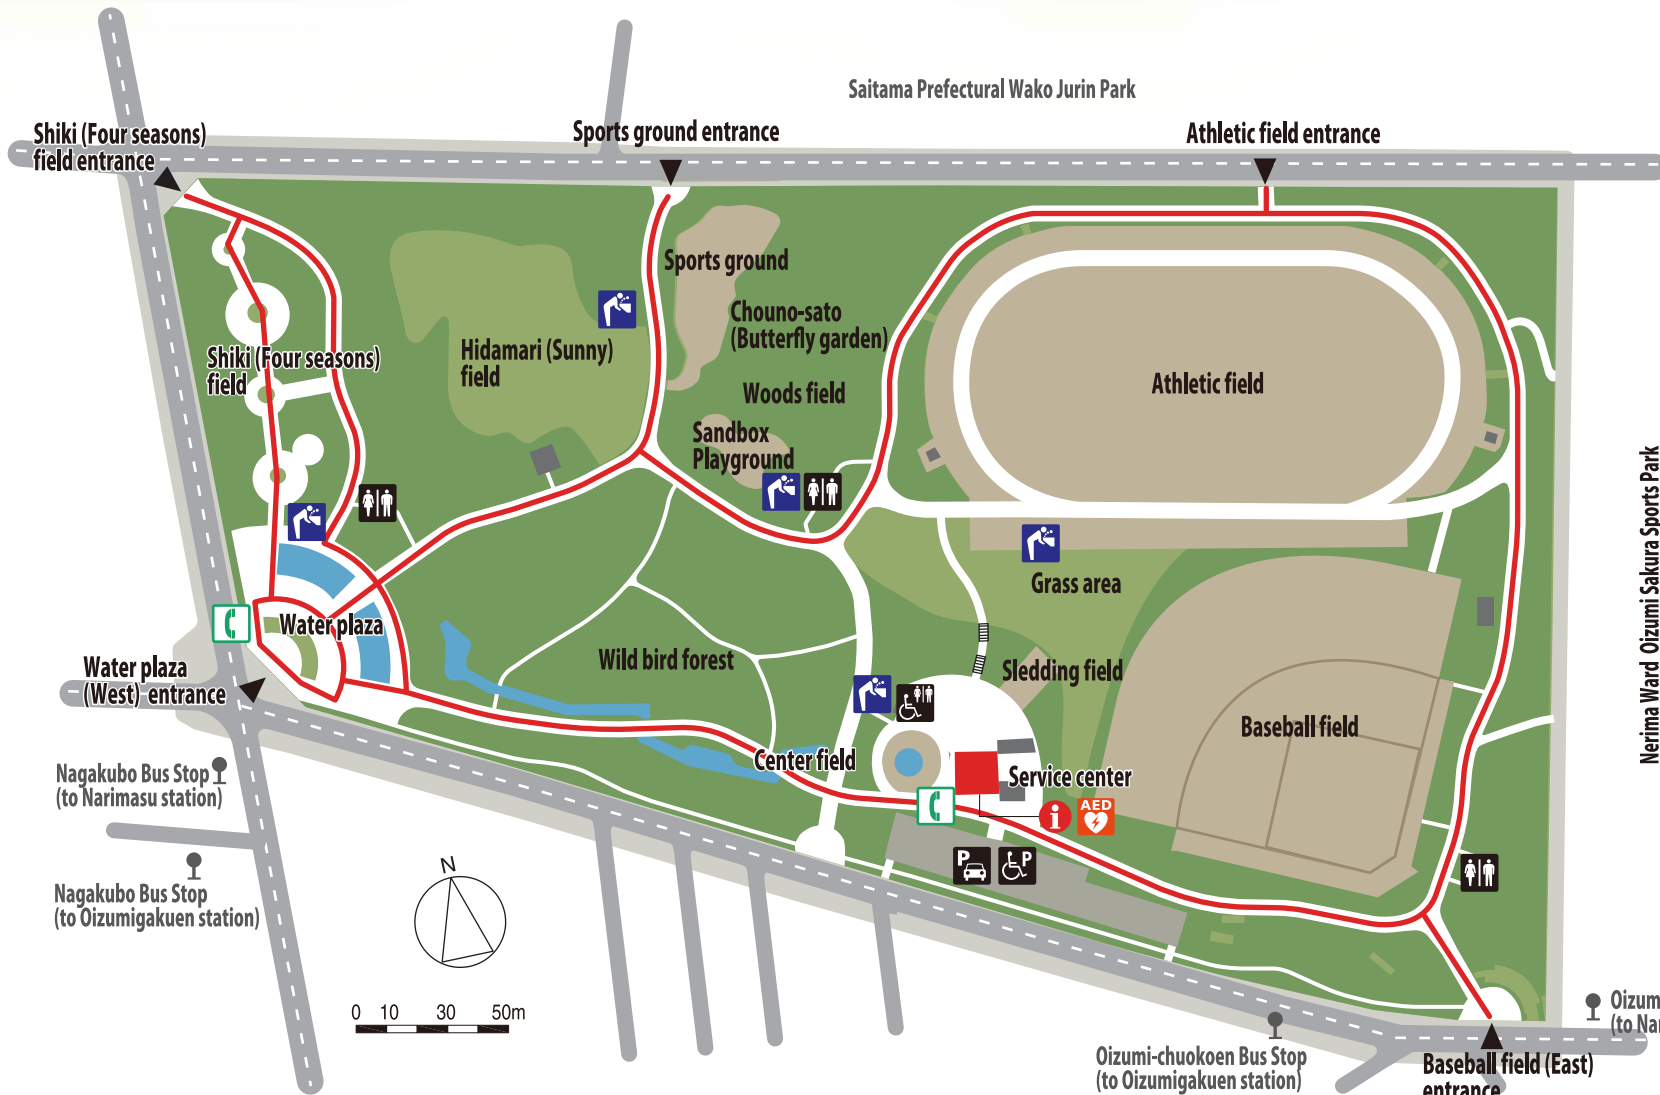 Saitama Prefectural Wako Jurin Park
Shiki (Four seasons)
field entrance
Sports ground entrance
Athletic field entrance
Sports ground
Chouno-sato
(Butterfly garden)
Hidamari (Sunny)
field
Shiki (Four seasons)
field
Woods field
Athletic field
Sandbox
Playground
Nerima Ward Oizumi Sakura Sports Park
Grass area
Water plaza
Wild bird forest
Sledding field
Water plaza
(West) entrance
Baseball field
Center field
Service center
Nagakubo Bus Stop
(to Narimasu station)
i
AED
P
P
Nagakubo Bus Stop
(to Oizumigakuen station)
N
0 10 30 50m
Oizum
(to Nar
Oizumi-chuokoen Bus Stop
(to Oizumigakuen station)
Baseball field (East)
entrance